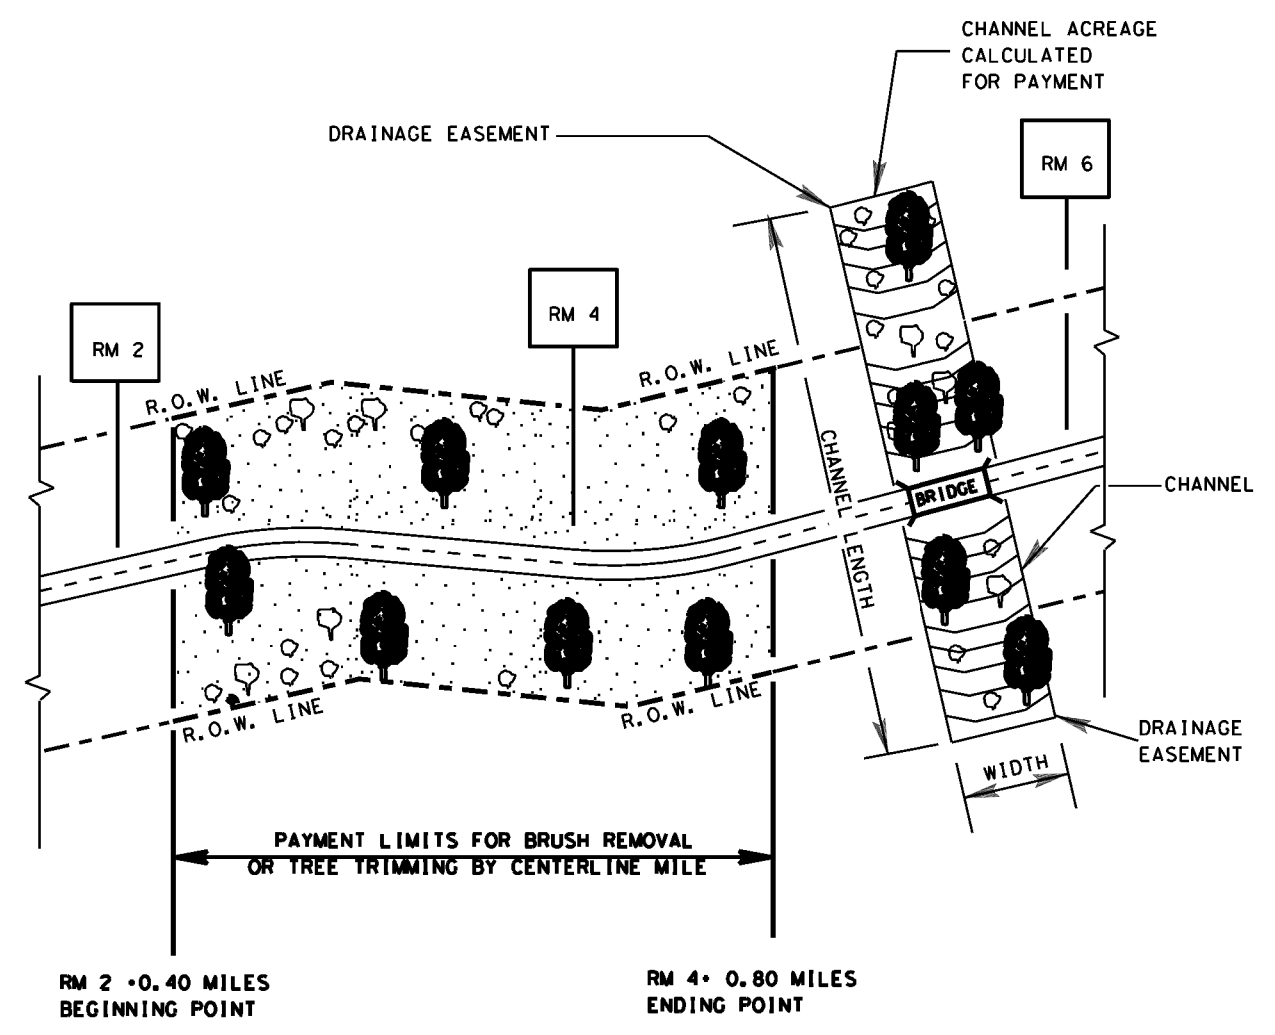 CHANNEL ACREAGE
CALCULATED
FOR PAYMENT
DRAINAGE EASEMENT
RM 6
RM 4
RM 2
R.O.W. LINE
R.O.W. LINE
CHANNEL LENGTH
BRIDGE
CHANNEL
R.O.W. LINE
R.O.W. LINE
DRAINAGE
EASEMENT
WIDTH
PAYMENT LIMITS FOR BRUSH REMOVAL
OR TREE TRIMMING BY CENTERLINE MILE
RM 2 +0.40 MILES
BEGINNING POINT
RM 4+ 0.80 MILES
ENDING POINT